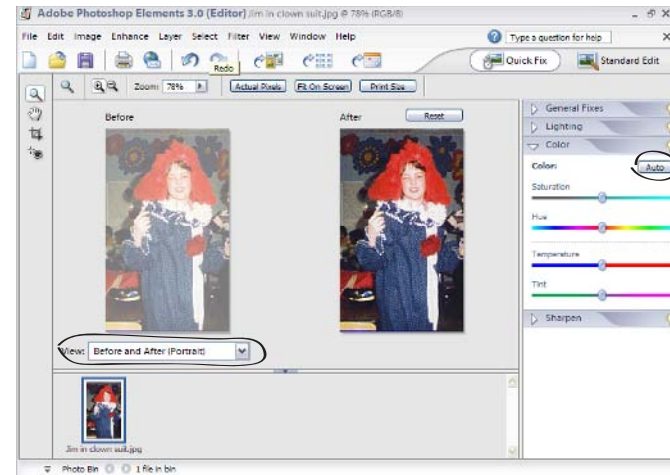 Adobe Photoshop Elements 3.0 (Editor) Jim in clown suit.jpg @ 78% (RGB/8)
File Edit Image Enhance Layer Select Filter View Window Help
Type a question for help
Redo
Quick Fix
Standard Edit
Zoom: 78%
Actual Pixels
Fit On Screen
Print Size
Before
After
Reset
General Fixes
Lighting
Color
Color:
Auto
Saturation
Hue
Temperature
Tint
Sharpen
View: Before and After (Portrait)
Jim in clown suit.jpg
Photo Bin
1 file in bin